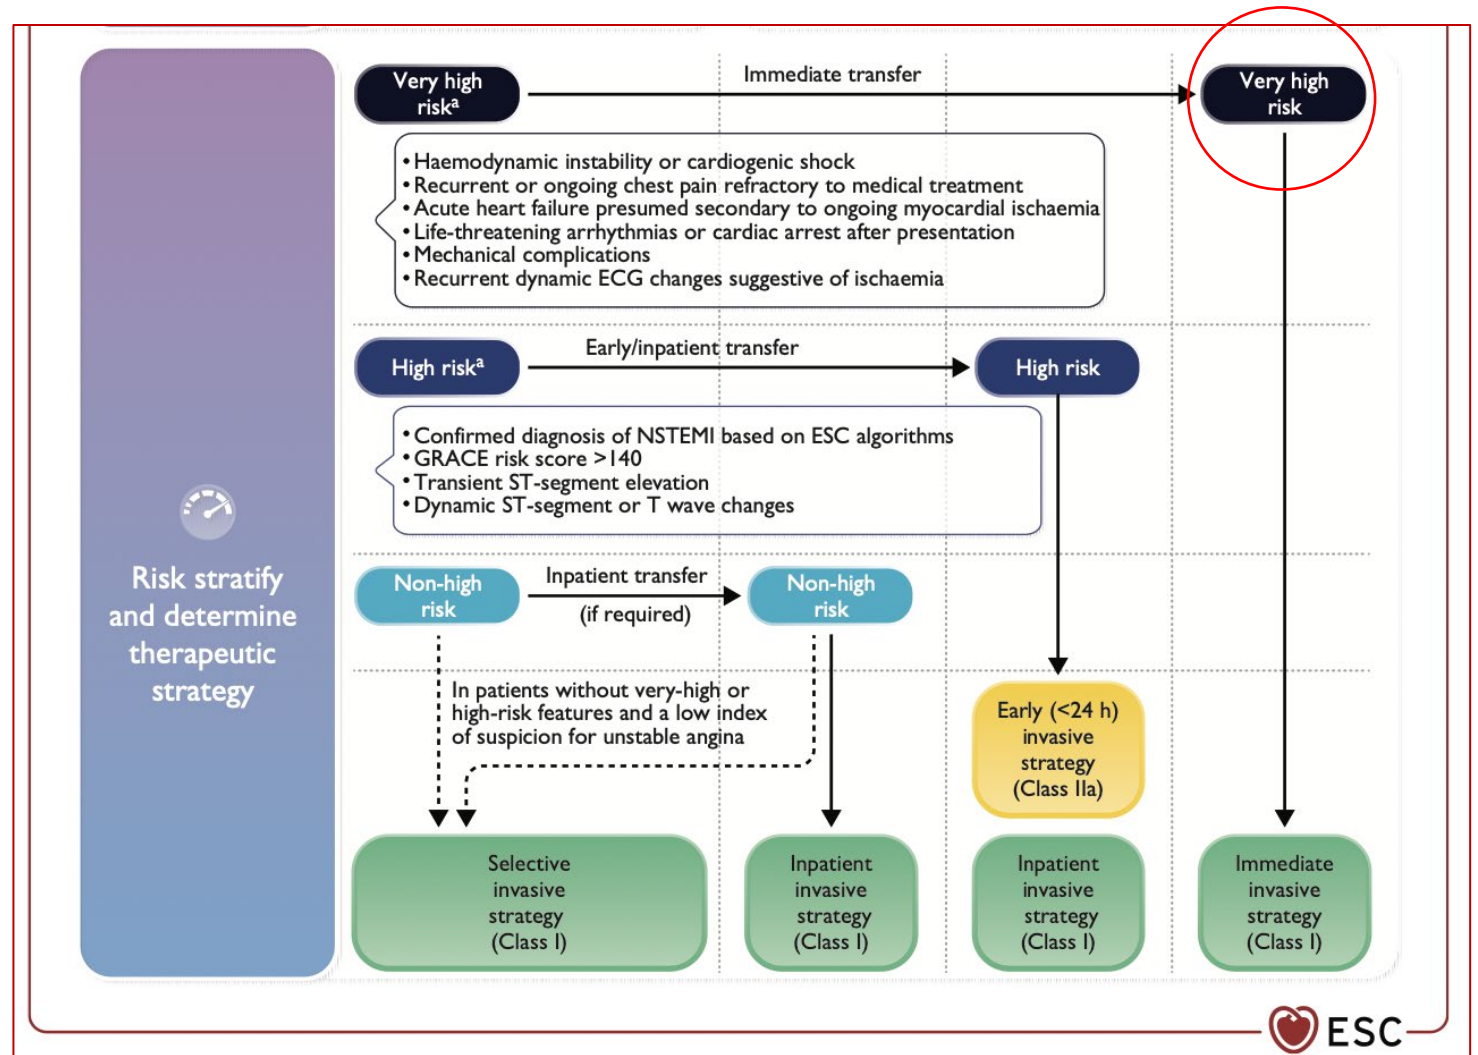 Very high
riskᵃ
Immediate transfer
Very high
risk
• Haemodynamic instability or cardiogenic shock
• Recurrent or ongoing chest pain refractory to medical treatment
• Acute heart failure presumed secondary to ongoing myocardial ischaemia
• Life-threatening arrhythmias or cardiac arrest after presentation
• Mechanical complications
• Recurrent dynamic ECG changes suggestive of ischaemia
High riskᵃ
Early/inpatient transfer
High risk
• Confirmed diagnosis of NSTEMI based on ESC algorithms
• GRACE risk score >140
• Transient ST-segment elevation
• Dynamic ST-segment or T wave changes
Risk stratify
and determine
therapeutic
strategy
Non-high
risk
Inpatient transfer
(if required)
Non-high
risk
In patients without very-high or
high-risk features and a low index
of suspicion for unstable angina
Early (<24 h)
invasive
strategy
(Class IIa)
Selective
invasive
strategy
(Class I)
Inpatient
invasive
strategy
(Class I)
Inpatient
invasive
strategy
(Class I)
Immediate
invasive
strategy
(Class I)
ESC